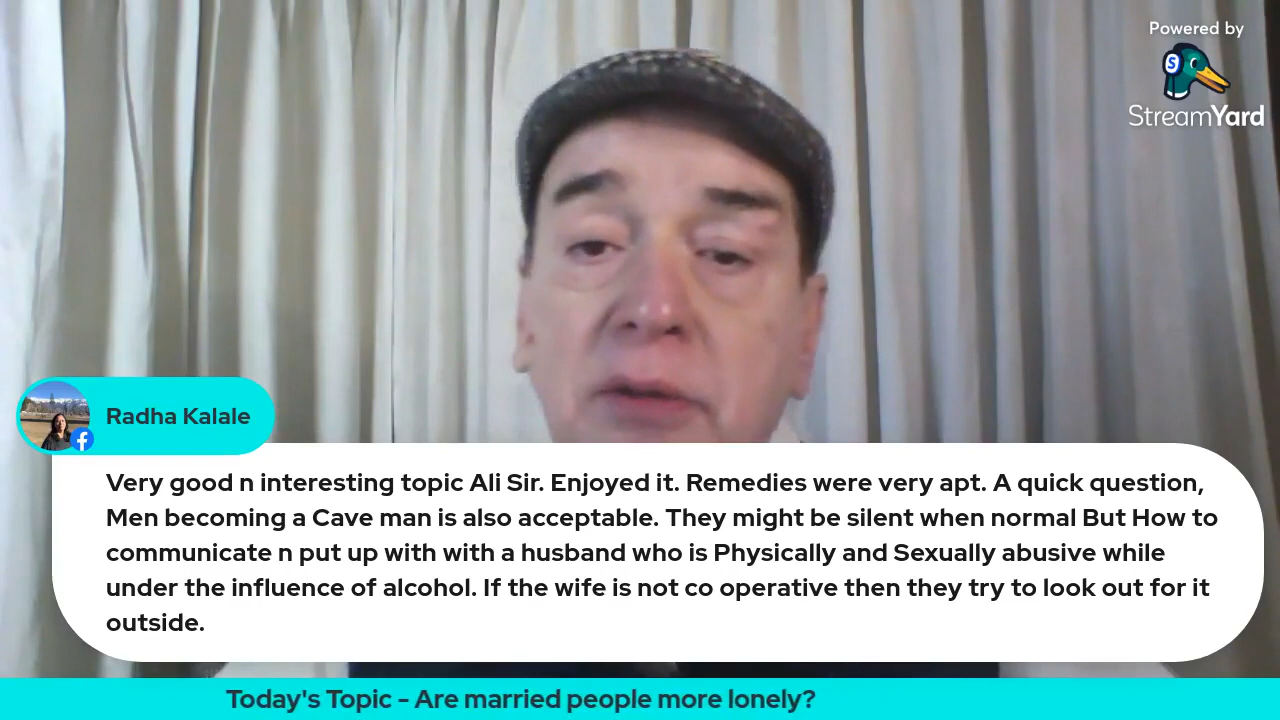 Powered by
S
StreamYard
Radha Kalale
f
Very good n interesting topic Ali Sir. Enjoyed it. Remedies were very apt. A quick question,
Men becoming a Cave man is also acceptable. They might be silent when normal But How to
communicate n put up with with a husband who is Physically and Sexually abusive while
under the influence of alcohol. If the wife is not co operative then they try to look out for it
outside.
Today's Topic - Are married people more lonely?